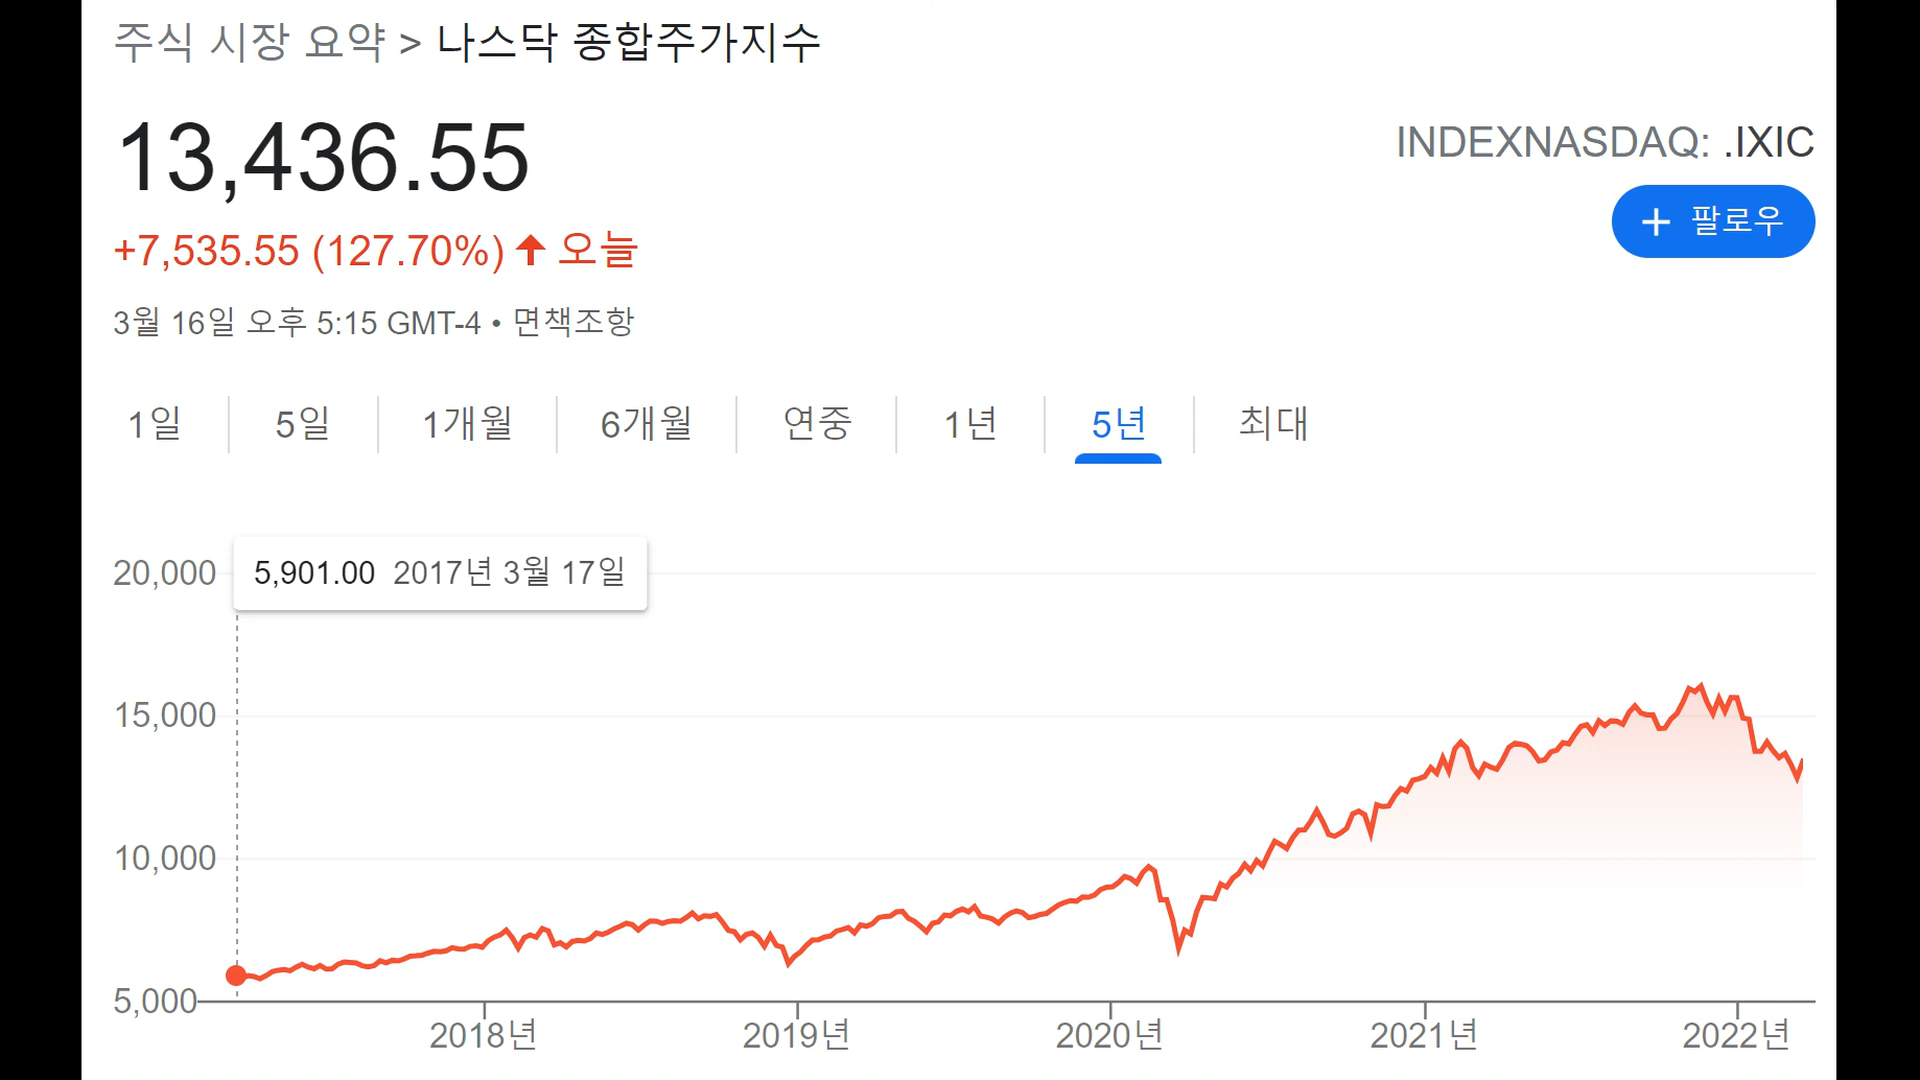 주식 시장 요약 > 나스닥 종합주가지수
13,436.55
INDEXNASDAQ: .IXIC
+ 팔로우
+7,535.55 (127.70%) ↑ 오늘
3월 16일 오후 5:15 GMT-4 • 면책조항
1일 5일 1개월 6개월 연중 1년 5년 최대
5,901.00 2017년 3월 17일
20,000
15,000
10,000
5,000
2018년 2019년 2020년 2021년 2022년